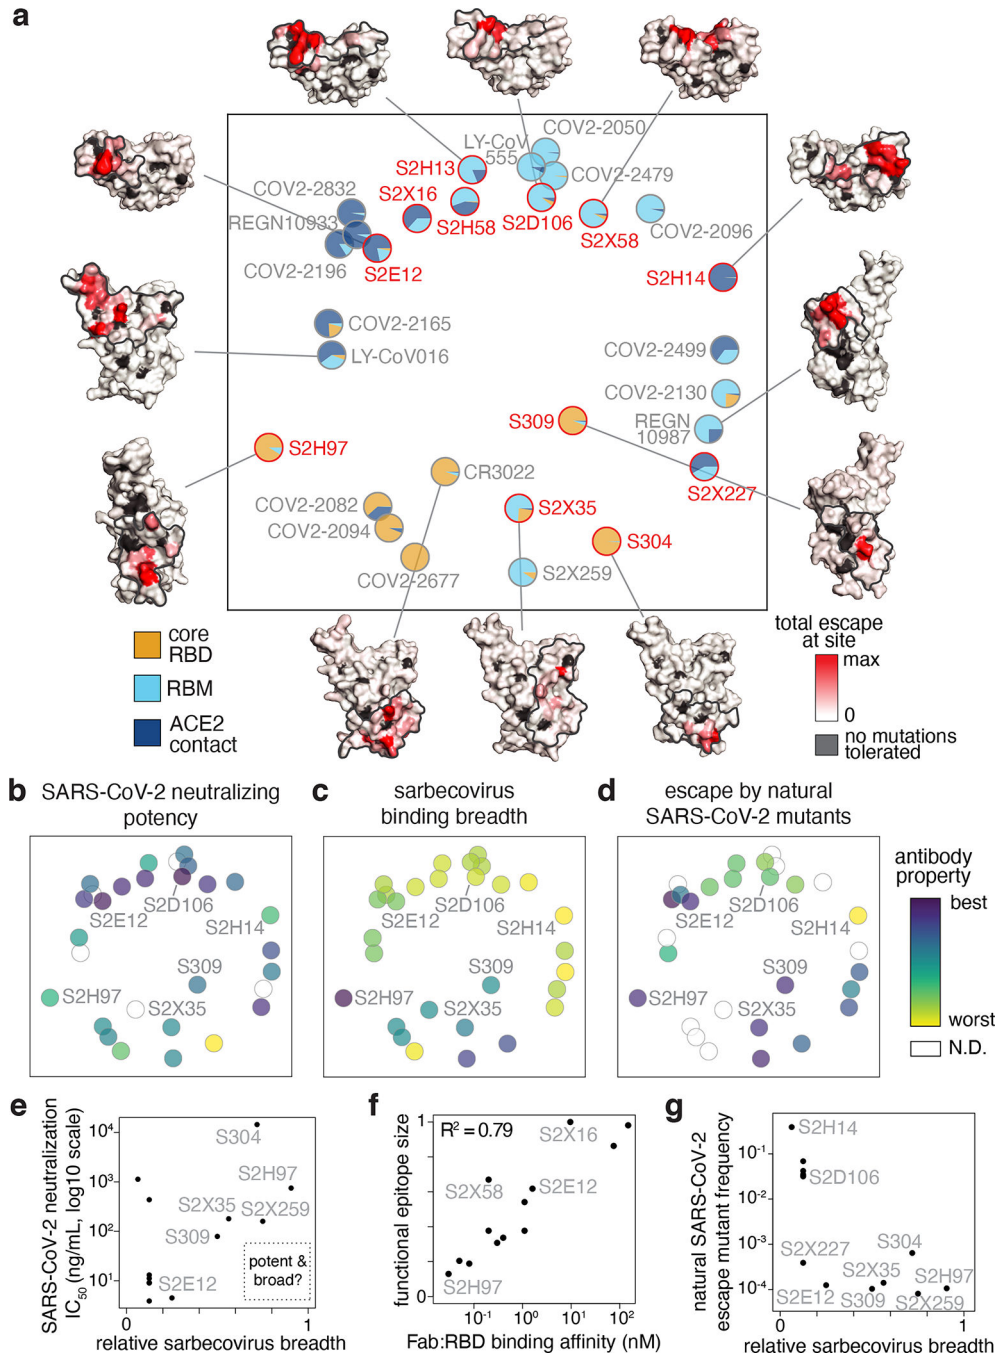 a
COV2-2050
LY-CoV
555
S2H13
COV2-2479
S2X16
COV2-2832
S2H58
S2D106
REGN10933
S2X58
COV2-2096
COV2-2196
S2E12
S2H14
COV2-2165
COV2-2499
LY-CoV016
COV2-2130
S309
REGN
10987
S2H97
CR3022
S2X227
COV2-2082
S2X35
COV2-2094
S304
COV2-2677
S2X259
core
RBD
RBM
ACE2
contact
total escape
at site
max
0
no mutations
tolerated
b SARS-CoV-2 neutralizing
potency
S2E12
S2D106
S2H14
S309
S2H97
S2X35
c sarbecovirus
binding breadth
S2E12
S2D106
S2H14
S309
S2H97
S2X35
d escape by natural
SARS-CoV-2 mutants
S2E12
S2D106
S2H14
S309
S2H97
S2X35
antibody
property
best
worst
N.D.
e
SARS-CoV-2 neutralization
IC50 (ng/mL, log10 scale)
10⁴
10³
10²
10¹
S304
S2H97
S2X35
S2X259
S309
S2E12
potent &
broad?
0
1
relative sarbecovirus breadth
f
functional epitope size
1
0
R² = 0.79
S2X16
S2X58
S2E12
S2H97
10⁻¹
10⁰
10¹
10²
Fab:RBD binding affinity (nM)
g
natural SARS-CoV-2
escape mutant frequency
10⁻¹
10⁻²
10⁻³
10⁻⁴
S2H14
S2D106
S304
S2X227
S2X35
S2H97
S2E12
S309
S2X259
0
1
relative sarbecovirus breadth